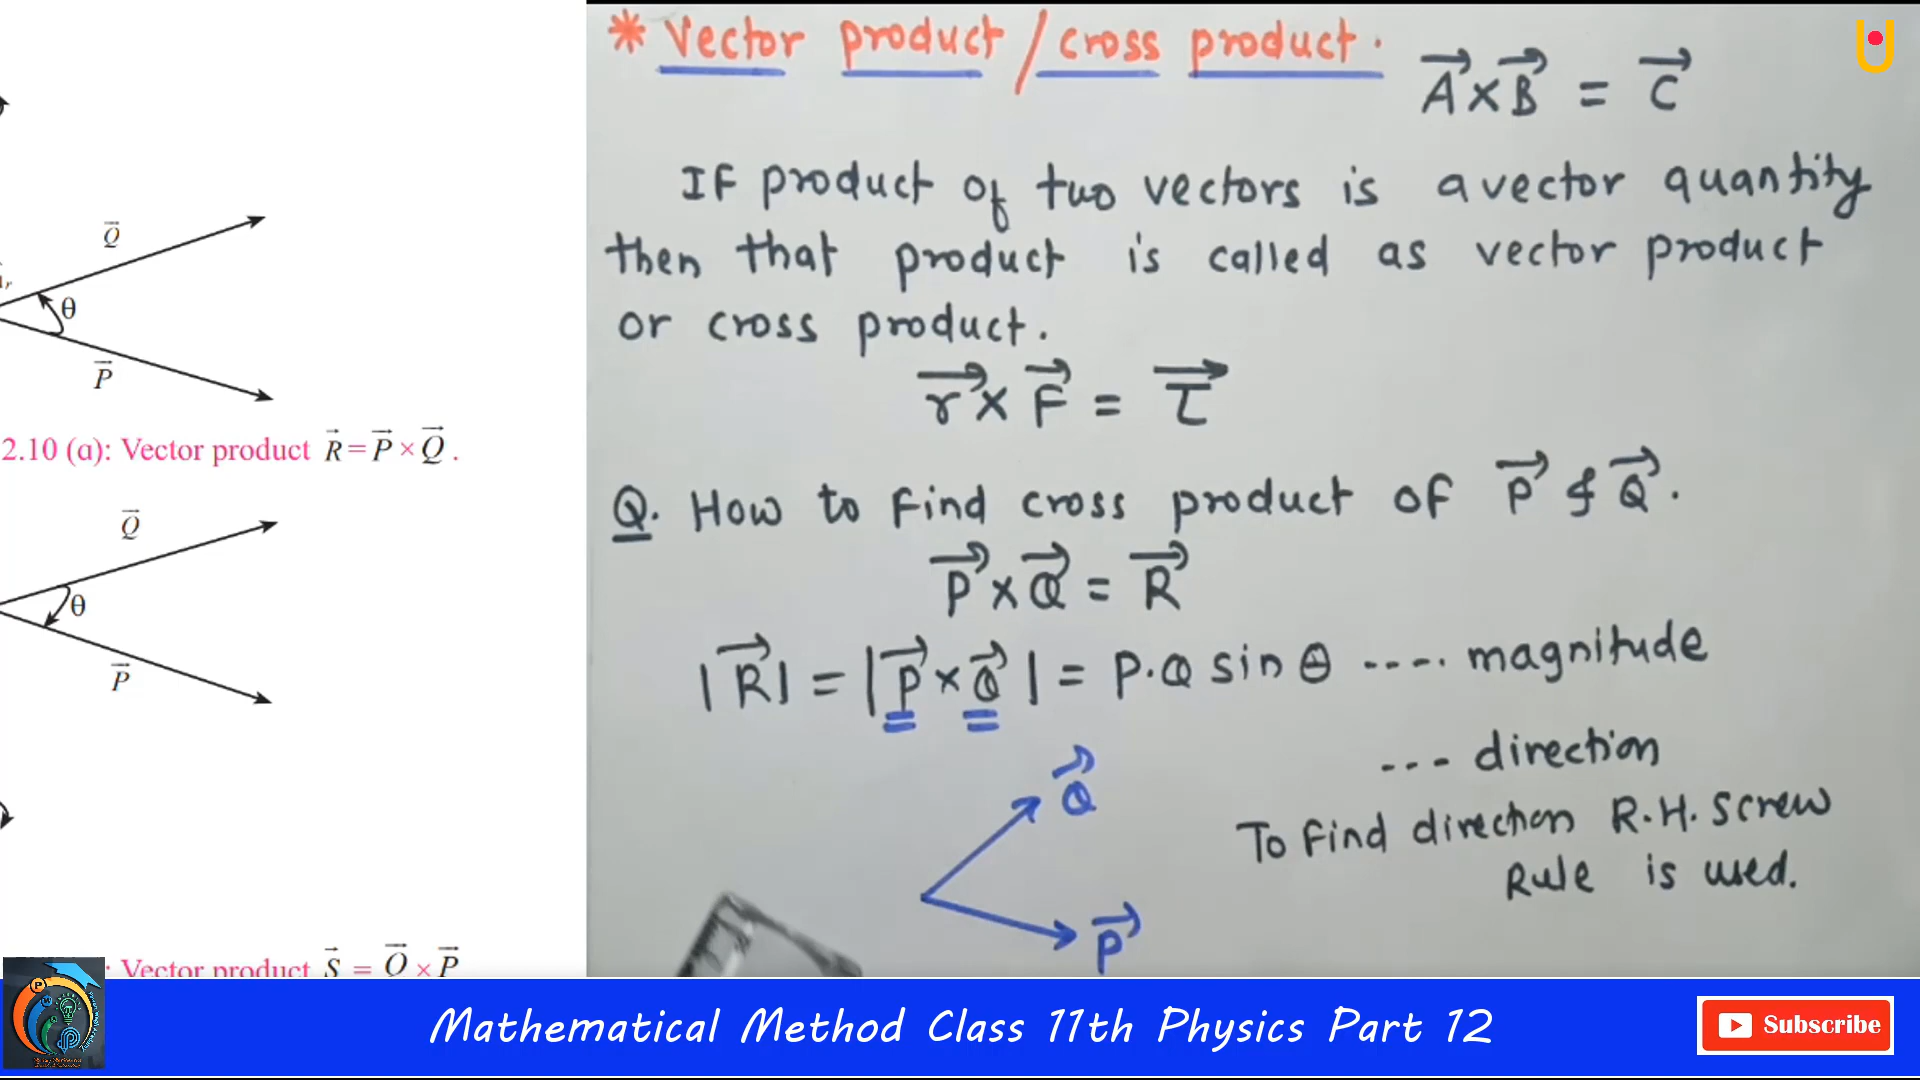 Q⃗
θ
P⃗
2.10 (a): Vector product R⃗ = P⃗ × Q⃗ .
Q⃗
θ
P⃗
: Vector product S⃗ = Q⃗ × P⃗
* Vector product / cross product.
A⃗ × B⃗ = C⃗
If product of two vectors is a vector quantity
then that product is called as vector product
or cross product.
r⃗ × F⃗ = τ⃗
Q. How to find cross product of P⃗ & Q⃗.
P⃗ × Q⃗ = R⃗
|R⃗| = |P⃗ × Q⃗| = P.Q sin θ ---- magnitude
--- direction
To find direction R.H. Screw
Rule is used.
Q⃗
P⃗
Mathematical Method Class 11th Physics Part 12
Subscribe